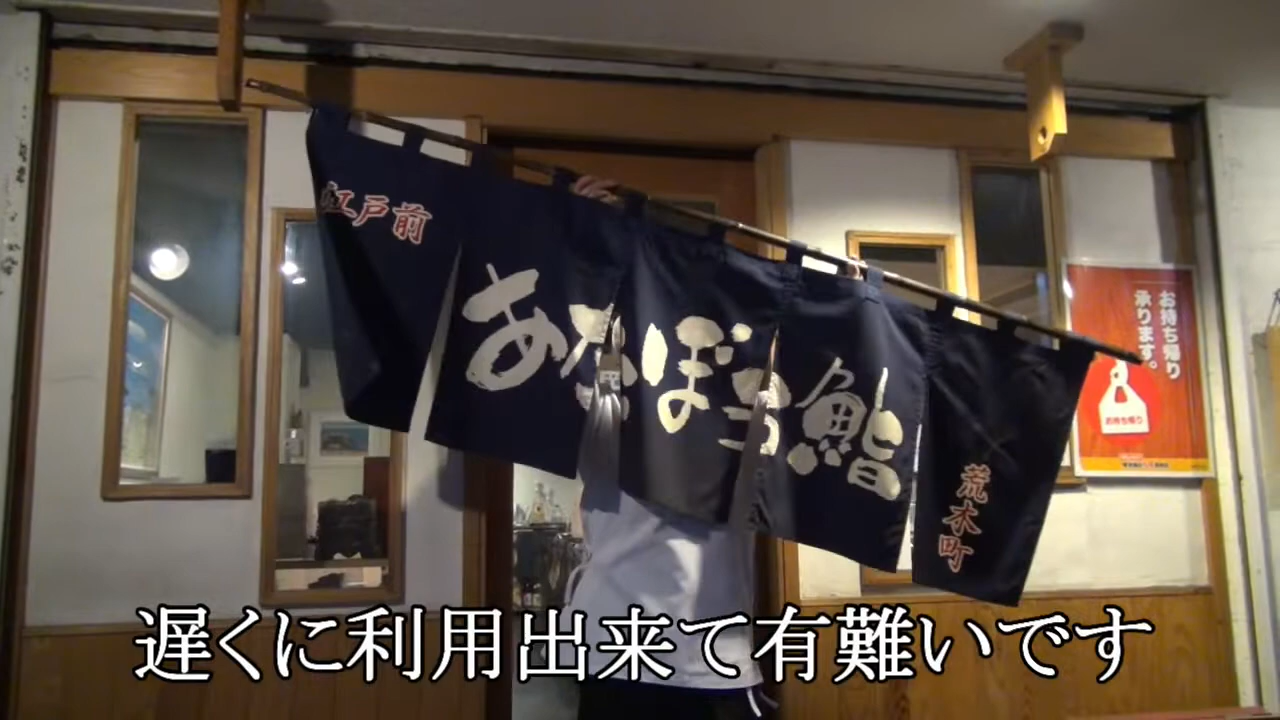 江戸前
あさぼう鮨
荒木町
お持ち帰り
承ります。
お持ち帰り
遅くに利用出来て有難いです